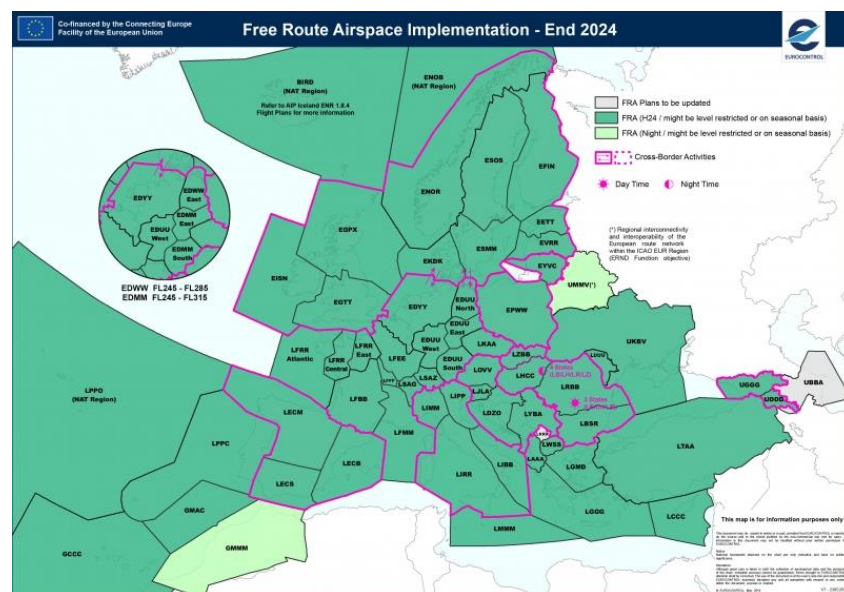 Co-financed by the Connecting Europe
Facility of the European Union
Free Route Airspace Implementation - End 2024
EUROCONTROL
BIRD
(NAT Region)
Refer to AIP Iceland ENR 1.8.4
Flight Plans for more information
ENOB
(NAT Region)
FRA Plans to be updated
FRA (H24 / might be level restricted or on seasonal basis)
FRA (Night / might be level restricted or on seasonal basis)
Cross-Border Activities
Day Time
Night Time
(*) Regional interconnectivity
and interoperability of the
European route network
within the ICAO EUR Region
(ERND Function objective)
EDYY
EDWW
East
EDUU
West
EDMM
East
EDMM
South
EDWW FL245 - FL285
EDMM FL245 - FL315
ESOS
EFIN
ENOR
EGPX
EETT
EVRR
ESMM
EKDK
EYVC
EISN
UMMV(*)
EGTT
EDYY
EDUU
North
EPWW
EDUU
East
EDUU
West
UKBV
LFRR
Atlantic
LFRR
East
LFRR
Central
LFEE
EDUU
South
LKAA
LZBB
LOVV
LHCC
LUUU
4 States
LSAG
LSAZ
LRBB
3 States
UGGG
UBBA
UDDD
LPPO
(NAT Region)
LECM
LFBB
LIMM
LIPP
LJLA
LDZO
LYBA
LBSR
LPPC
LFMM
LWSS
LAAA
LTAA
LECS
LECB
LIRR
LIBB
LGMD
GMAC
LGGG
LCCC
GCCC
GMMM
LMMM
This map is for information purposes only